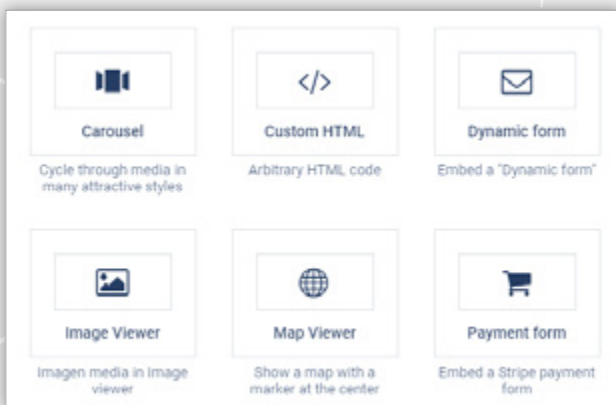 Carousel
Cycle through media in
many attractive styles
Custom HTML
Arbitrary HTML code
Dynamic form
Embed a "Dynamic form"
Image Viewer
Imagen media in Image
viewer
Map Viewer
Show a map with a
marker at the center
Payment form
Embed a Stripe payment
form